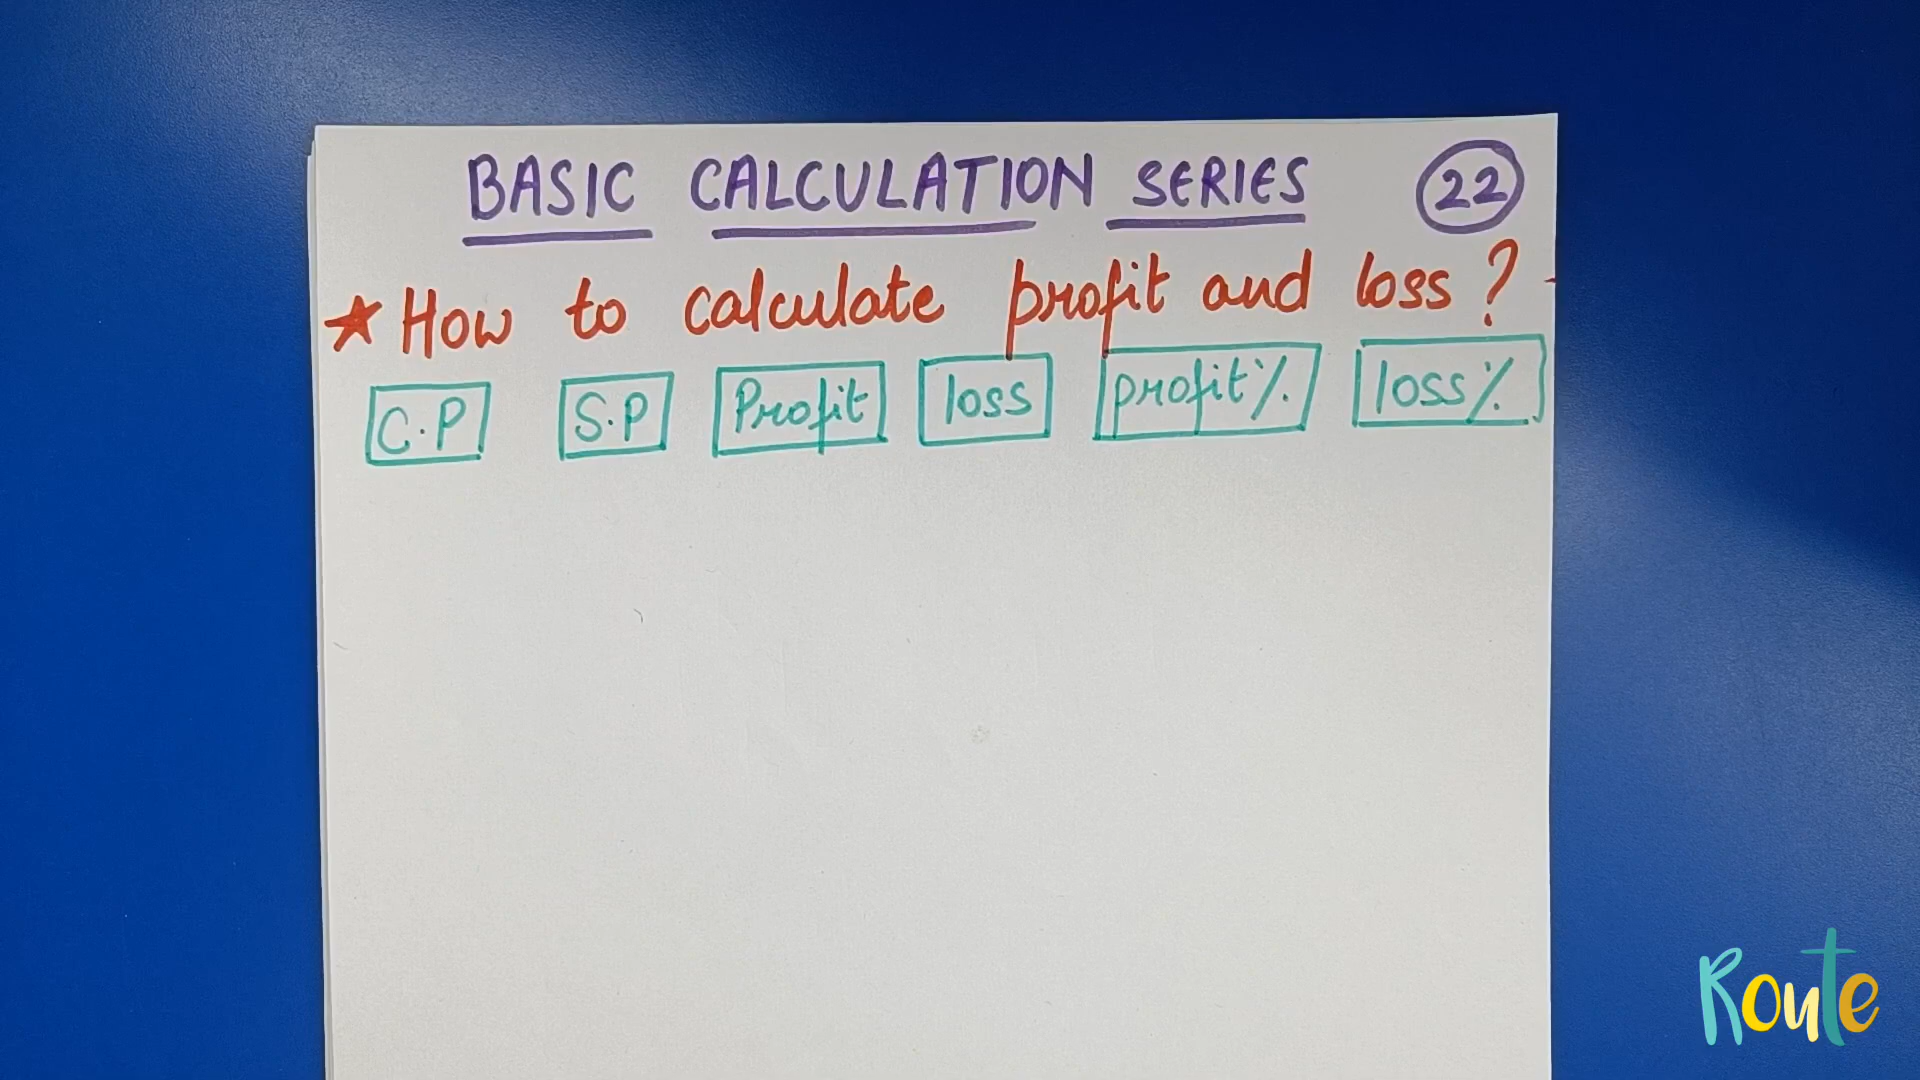 BASIC CALCULATION SERIES 22
★ How to calculate profit and loss?
C.P S.P Profit loss profit% loss%
Route